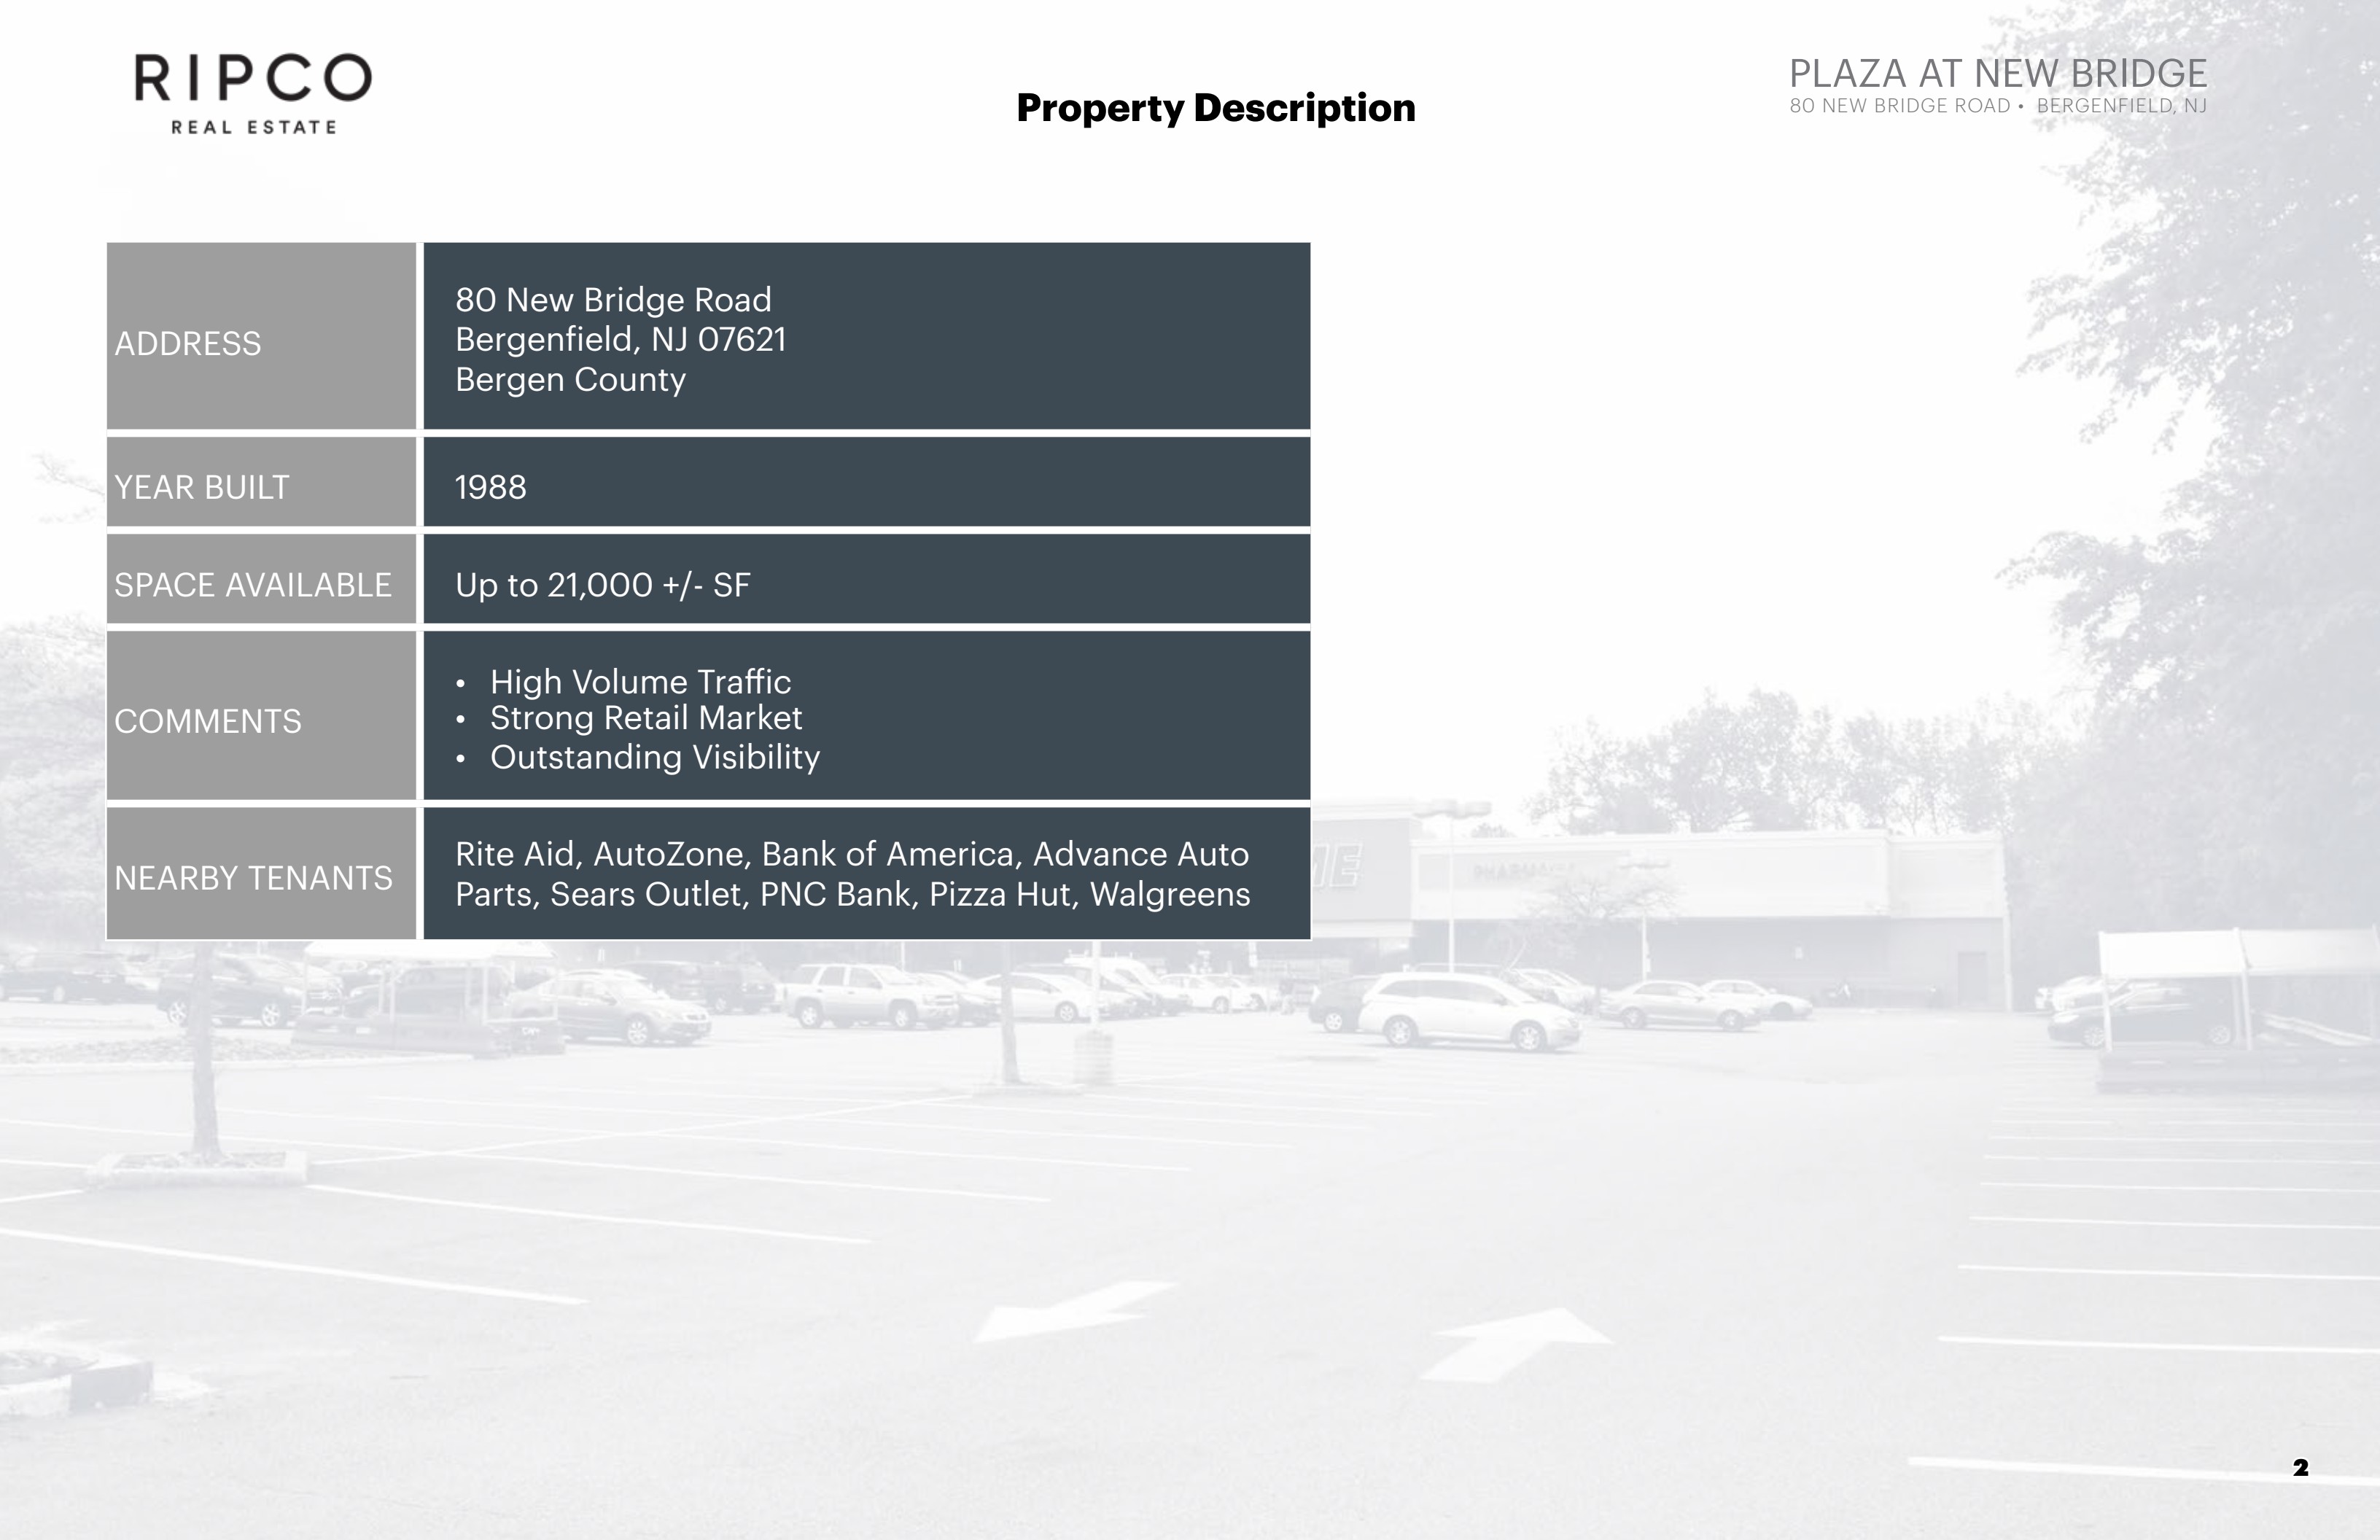 RIPCO
REAL ESTATE
Property Description
PLAZA AT NEW BRIDGE
80 NEW BRIDGE ROAD • BERGENFIELD, NJ
ADDRESS
80 New Bridge Road
Bergenfield, NJ 07621
Bergen County
YEAR BUILT
1988
SPACE AVAILABLE
Up to 21,000 +/- SF
COMMENTS
• High Volume Traffic
• Strong Retail Market
• Outstanding Visibility
NEARBY TENANTS
Rite Aid, AutoZone, Bank of America, Advance Auto
Parts, Sears Outlet, PNC Bank, Pizza Hut, Walgreens
2